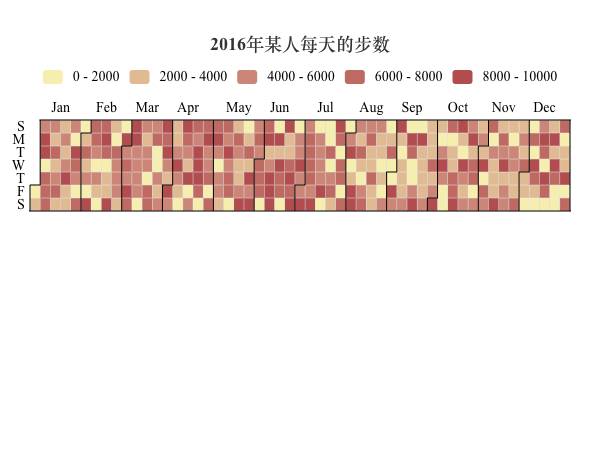 2016年某人每天的步数
0 - 2000 2000 - 4000 4000 - 6000 6000 - 8000 8000 - 10000
Jan Feb Mar Apr May Jun Jul Aug Sep Oct Nov Dec
S
M
T
W
T
F
S